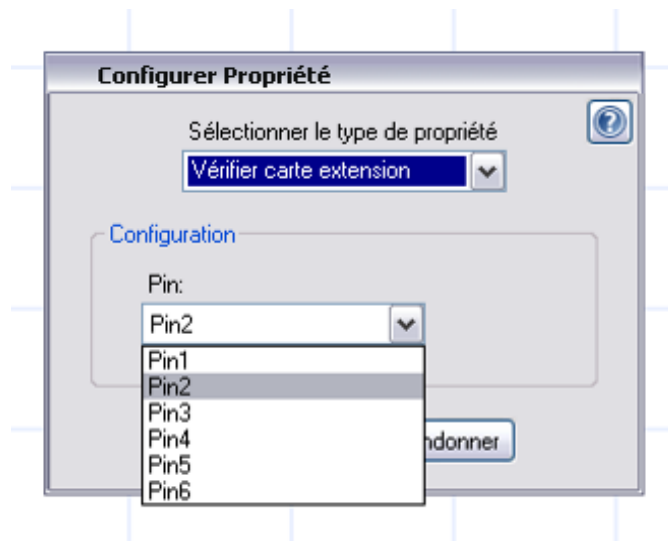 Configurer Propriété
Sélectionner le type de propriété
Vérifier carte extension
Configuration
Pin:
Pin2
Pin1
Pin2
Pin3
Pin4
Pin5
Pin6
ndonner